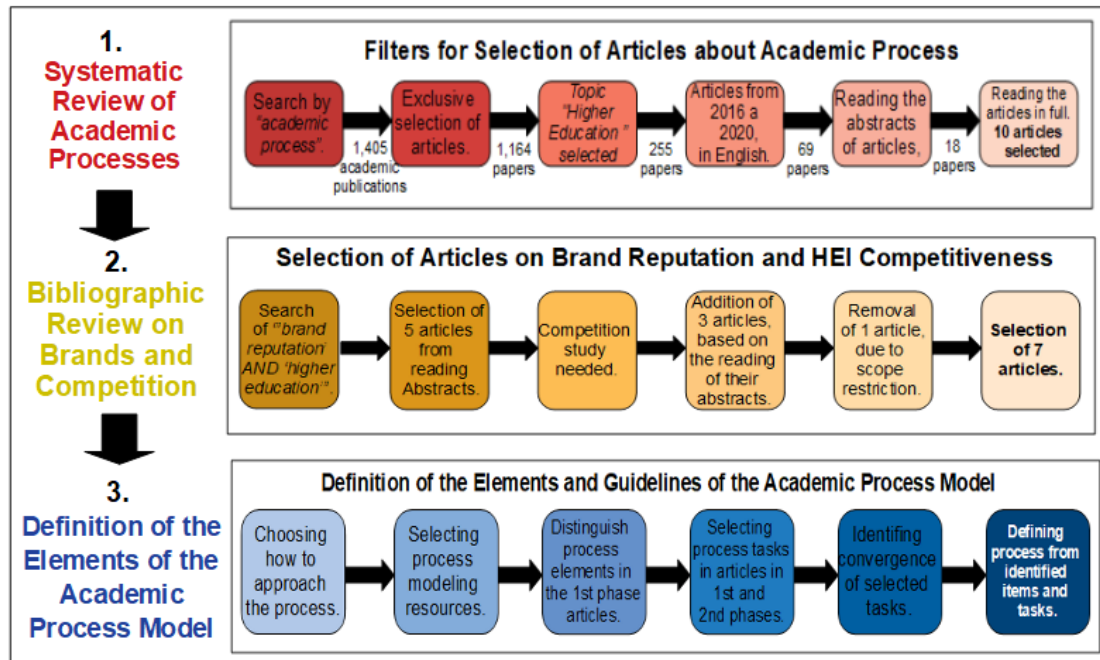 1.
Systematic
Review of
Academic
Processes
Filters for Selection of Articles about Academic Process
Search by
"academic
process".
1,405
academic
publications
Exclusive
selection of
articles.
1,164
papers
Topic
"Higher
Education"
selected
255
papers
Articles from
2016 a
2020,
in English.
69
papers
Reading the
abstracts
of articles,
18
papers
Reading the
articles in full.
10 articles
selected
2.
Bibliographic
Review on
Brands and
Competition
Selection of Articles on Brand Reputation and HEI Competitiveness
Search
of "'brand
reputation'
AND 'higher
education'".
Selection of
5 articles
from
reading
Abstracts.
Competition
study
needed.
Addition of
3 articles,
based on
the reading
of their
abstracts.
Removal
of 1 article,
due to
scope
restriction.
Selection
of 7
articles.
3.
Definition of the
Elements of the
Academic
Process Model
Definition of the Elements and Guidelines of the Academic Process Model
Choosing
how to
approach
the process.
Selecting
process
modeling
resources.
Distinguish
process
elements in
the 1st phase
articles.
Selecting
process tasks
in articles in
1st and
2nd phases.
Identifing
convergence
of selected
tasks.
Defining
process from
identified
items and
tasks.